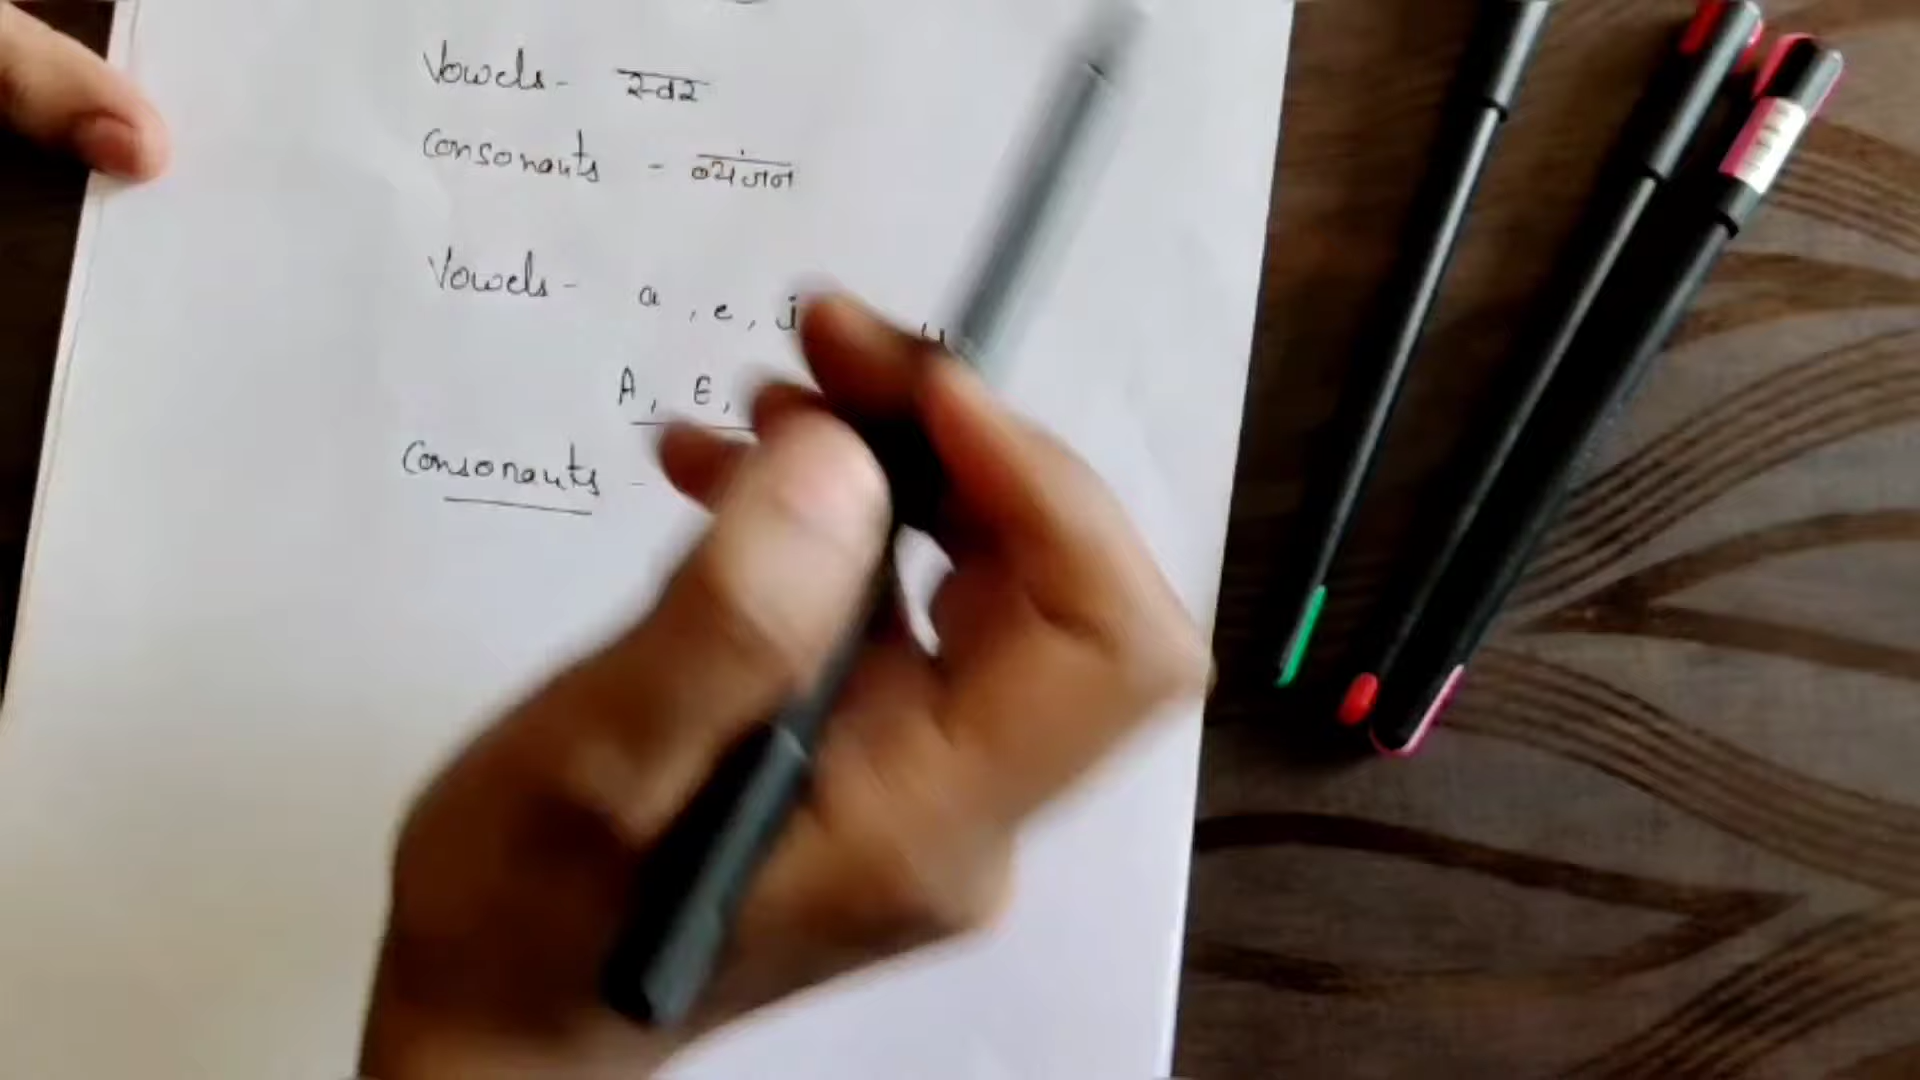 Vowels - स्वर
Consonants - व्यंजन
Vowels - a, e, i u
A, E,
Consonants -